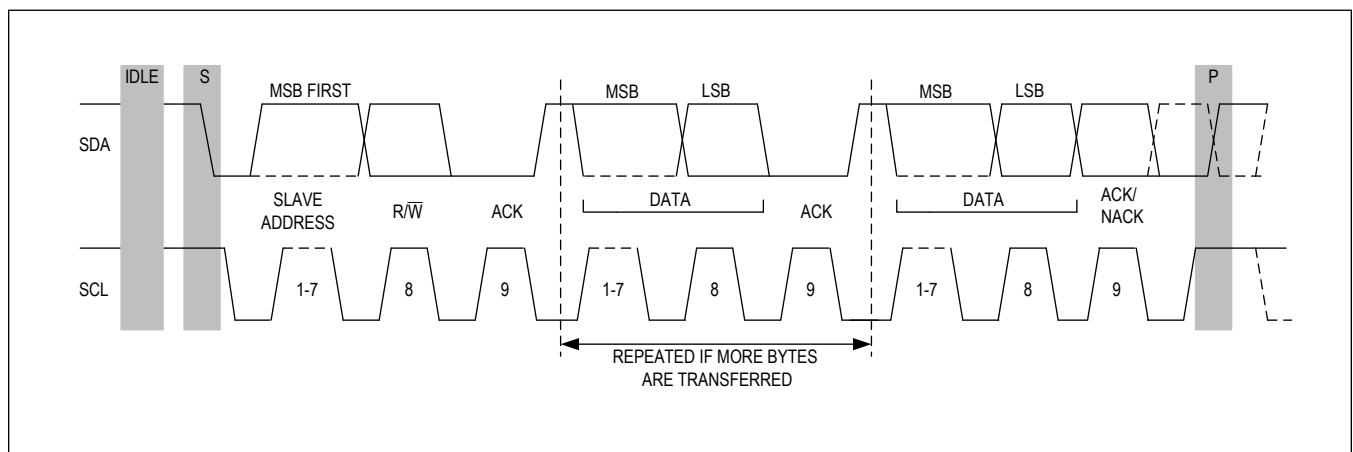 IDLE S P
MSB FIRST MSB LSB MSB LSB
SDA
SLAVE
ADDRESS R/W̅ ACK DATA ACK DATA ACK/
NACK
SCL 1-7 8 9 1-7 8 9 1-7 8 9
REPEATED IF MORE BYTES
ARE TRANSFERRED